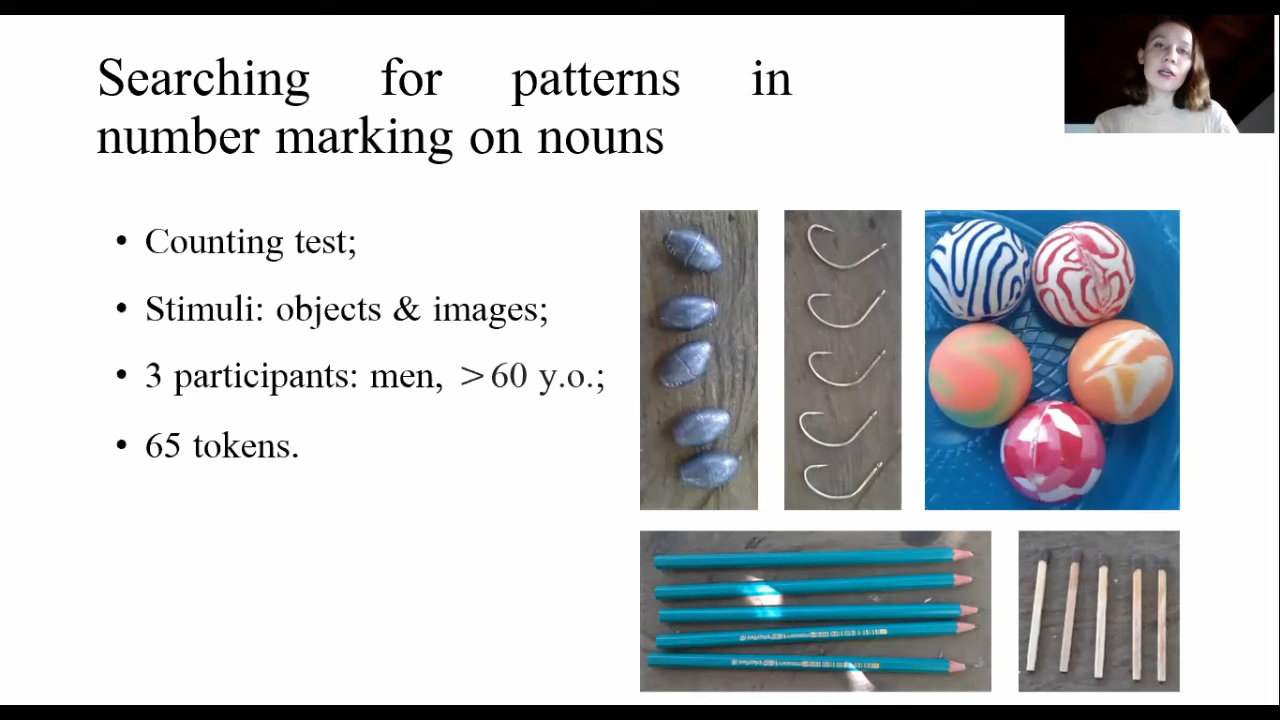 Searching for patterns in
number marking on nouns
• Counting test;
• Stimuli: objects & images;
• 3 participants: men, >60 y.o.;
• 65 tokens.